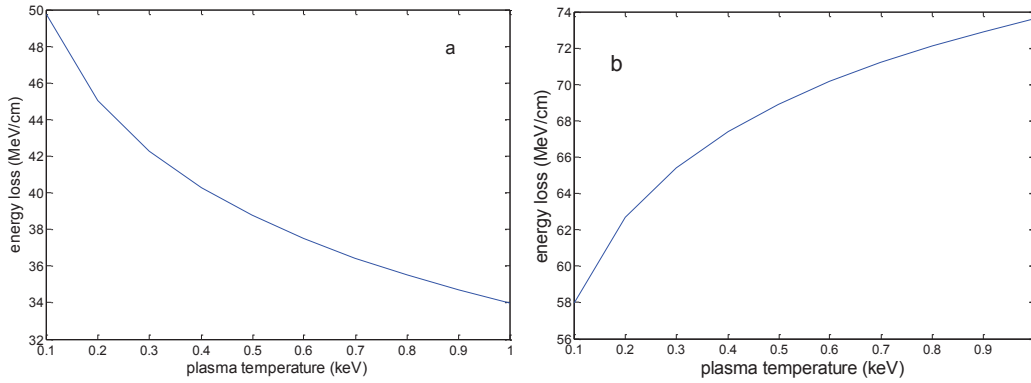 50
48
46
44
42
40
38
36
34
32
energy loss (MeV/cm)
a
0.1 0.2 0.3 0.4 0.5 0.6 0.7 0.8 0.9 1
plasma temperature (keV)
74
72
70
68
66
64
62
60
58
56
energy loss (MeV/cm)
b
0.1 0.2 0.3 0.4 0.5 0.6 0.7 0.8 0.9
plasma temperature (keV)